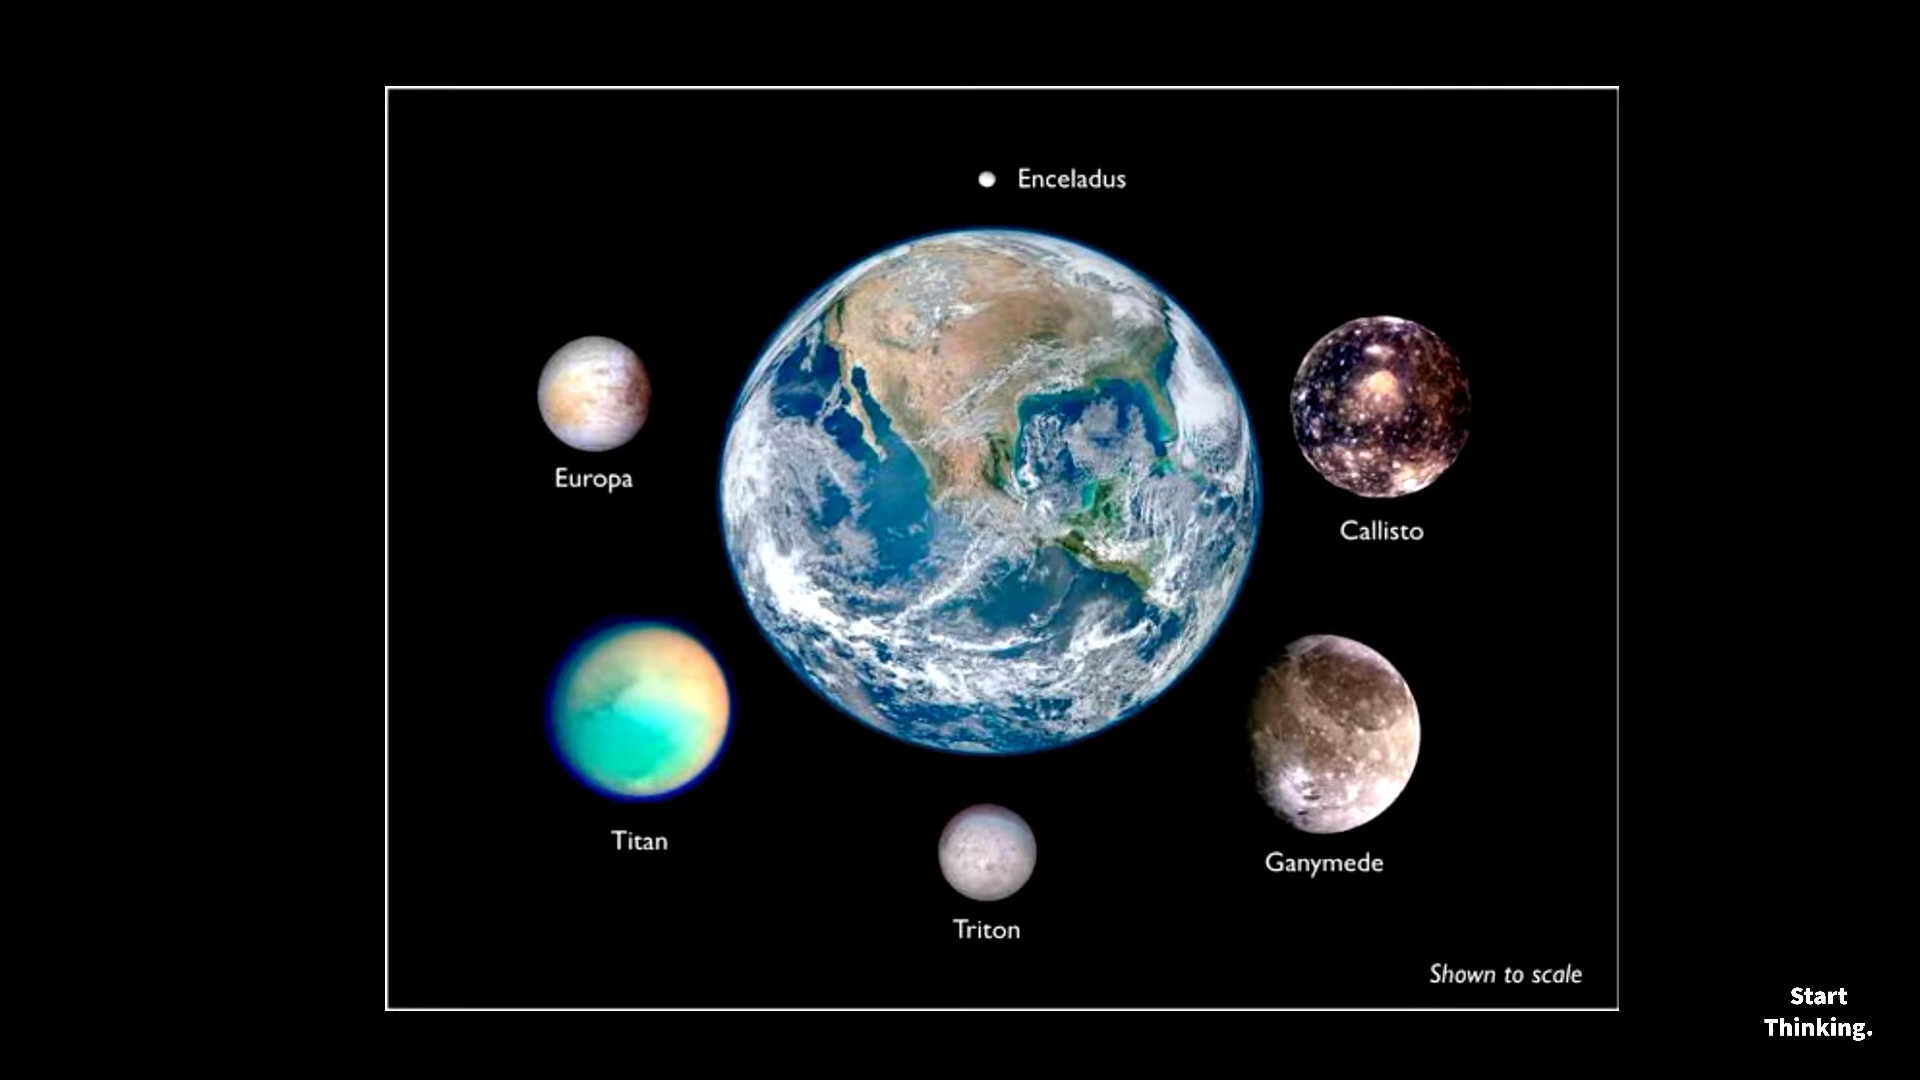 Enceladus
Europa
Callisto
Titan
Ganymede
Triton
Shown to scale
Start
Thinking.